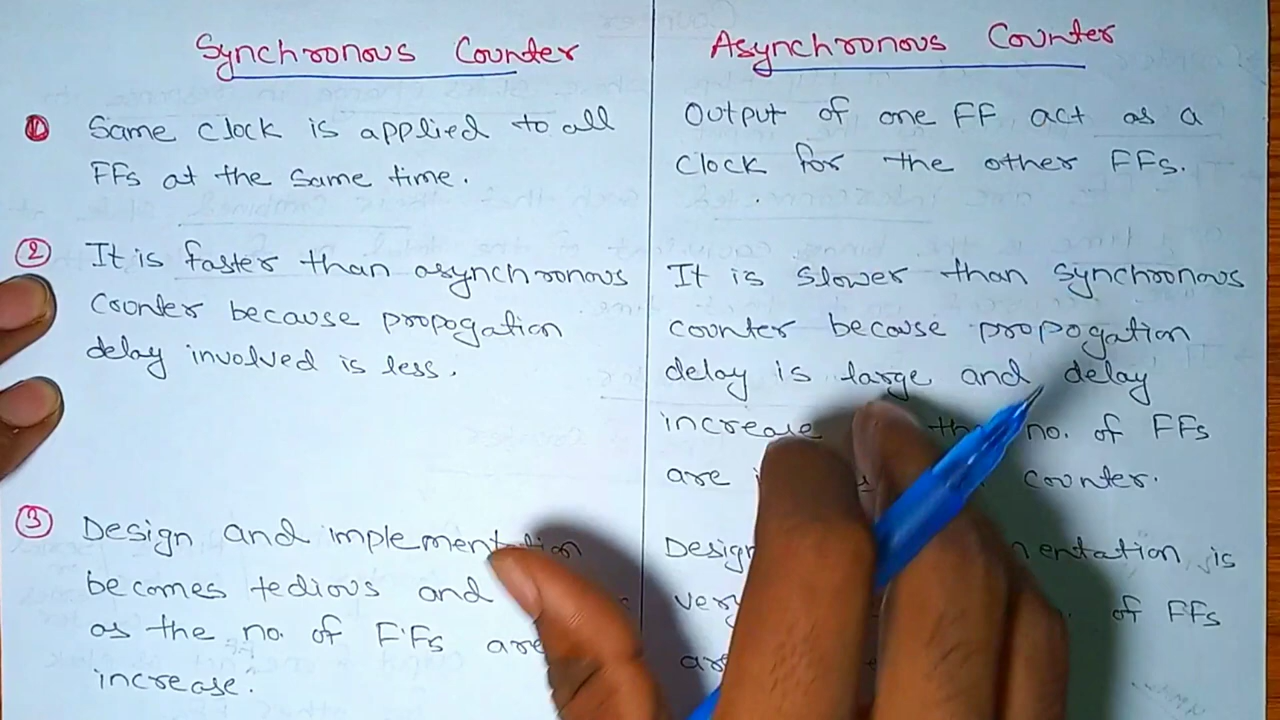 Synchronous Counter
① Same clock is applied to all
FFs at the same time.
② It is faster than asynchronous
Counter because propogation
delay involved is less.
③ Design and implementation
becomes tedious and
as the no. of FFs are
increase.
Asynchronous Counter
Output of one FF act as a
clock for the other FFs.
It is slower than synchronous
counter because propogation
delay is large and delay
increase no. of FFs
are counter.
Design is
very of FFs
are